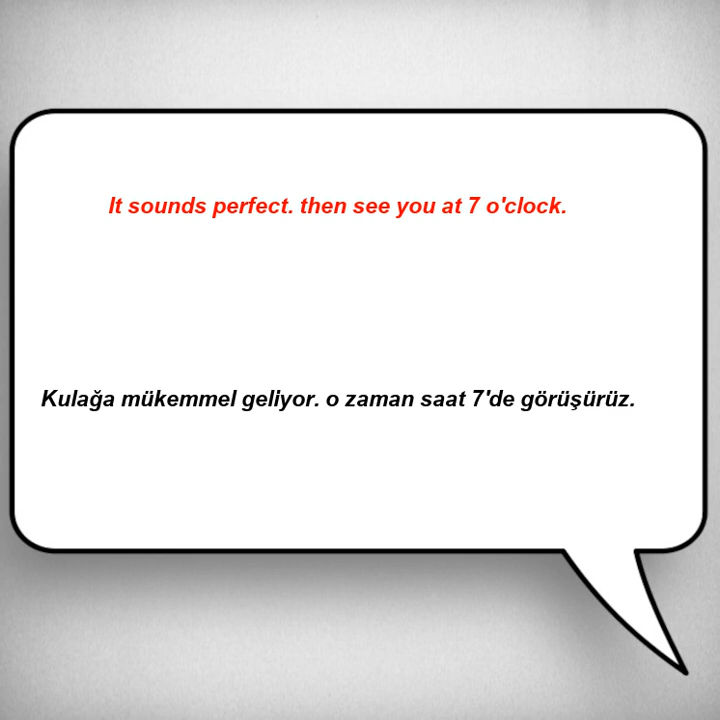 It sounds perfect. then see you at 7 o'clock.
Kulağa mükemmel geliyor. o zaman saat 7'de görüşürüz.